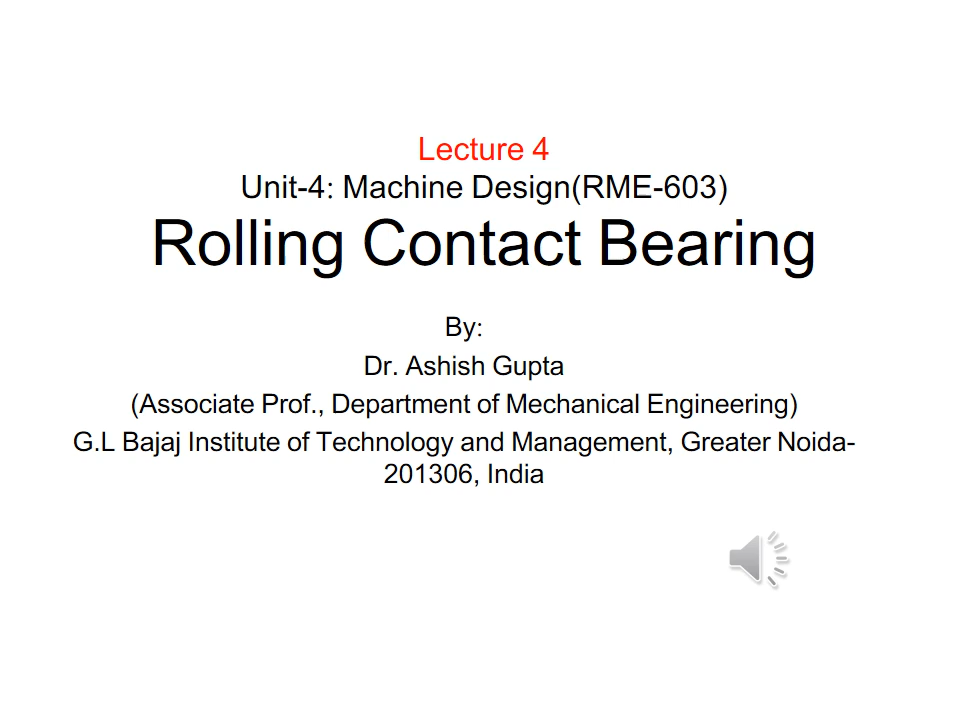 Lecture 4
Unit-4: Machine Design(RME-603)
Rolling Contact Bearing
By:
Dr. Ashish Gupta
(Associate Prof., Department of Mechanical Engineering)
G.L Bajaj Institute of Technology and Management, Greater Noida-
201306, India